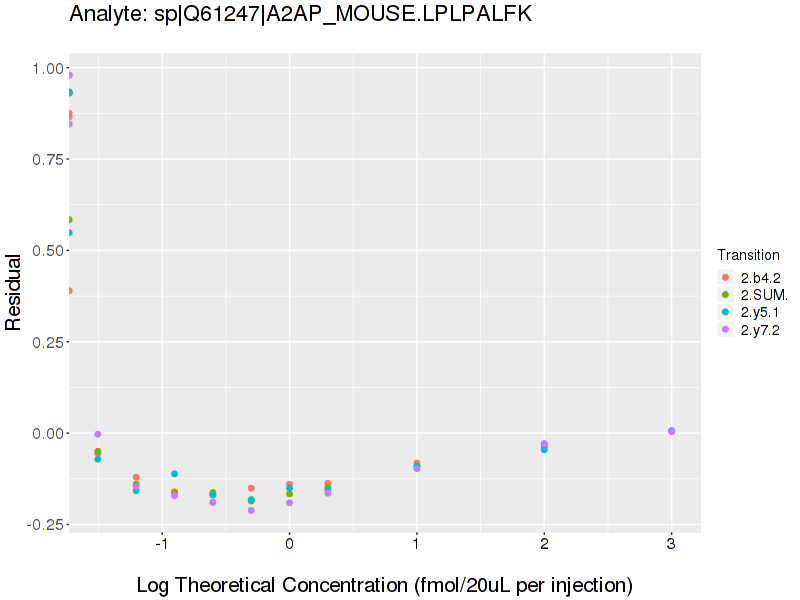 Analyte: sp|Q61247|A2AP_MOUSE.LPLPALFK
1.00
0.75
0.50
0.25
0.00
-0.25
Residual
-1
0
1
2
3
Log Theoretical Concentration (fmol/20uL per injection)
Transition
2.b4.2
2.SUM.
2.y5.1
2.y7.2